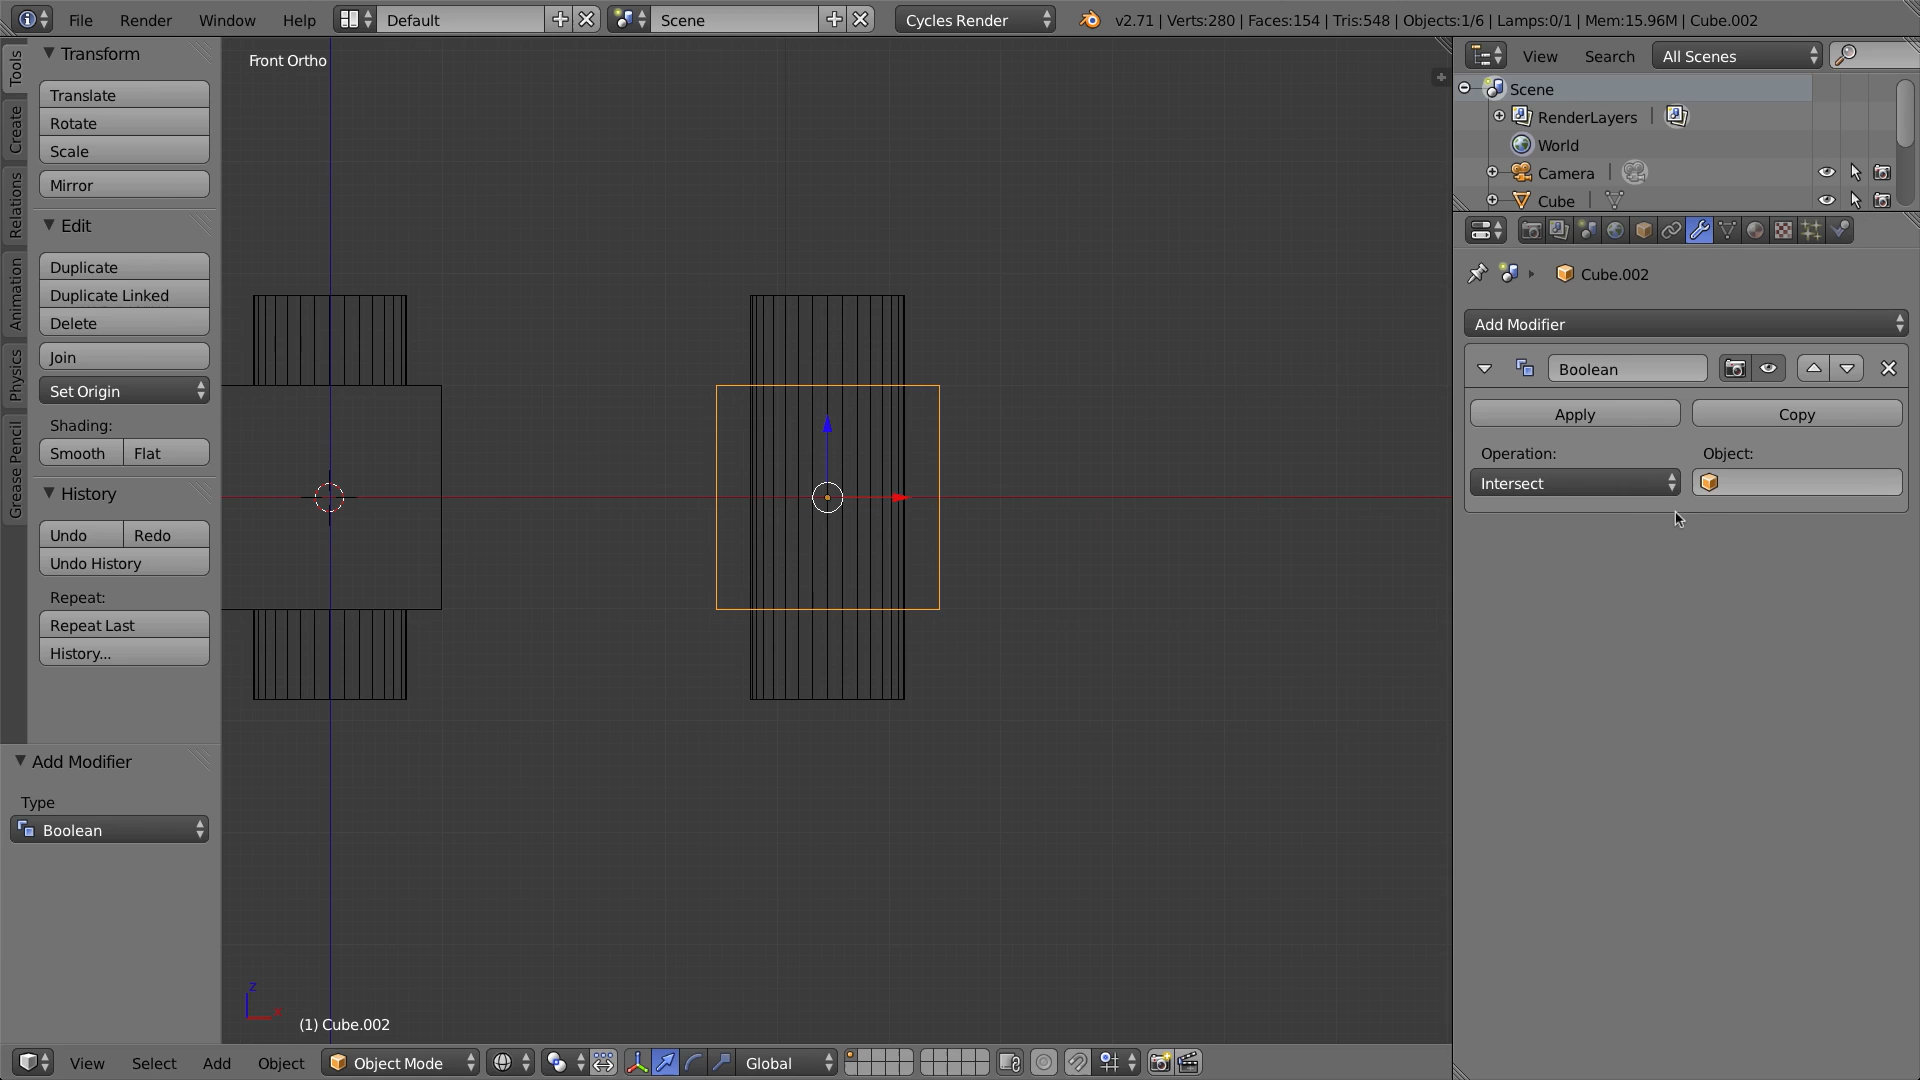 File Render Window Help Default Scene Cycles Render v2.71 | Verts:280 | Faces:154 | Tris:548 | Objects:1/6 | Lamps:0/1 | Mem:15.96M | Cube.002
Tools
Create
Relations
Animation
Physics
Grease Pencil
Transform
Translate
Rotate
Scale
Mirror
Edit
Duplicate
Duplicate Linked
Delete
Join
Set Origin
Shading:
Smooth Flat
History
Undo Redo
Undo History
Repeat:
Repeat Last
History...
Add Modifier
Type
Boolean
Front Ortho
z
x
(1) Cube.002
View Select Add Object Object Mode Global
View Search All Scenes
Scene
RenderLayers |
World
Camera |
Cube |
Cube.002
Add Modifier
Boolean
Apply Copy
Operation: Object:
Intersect